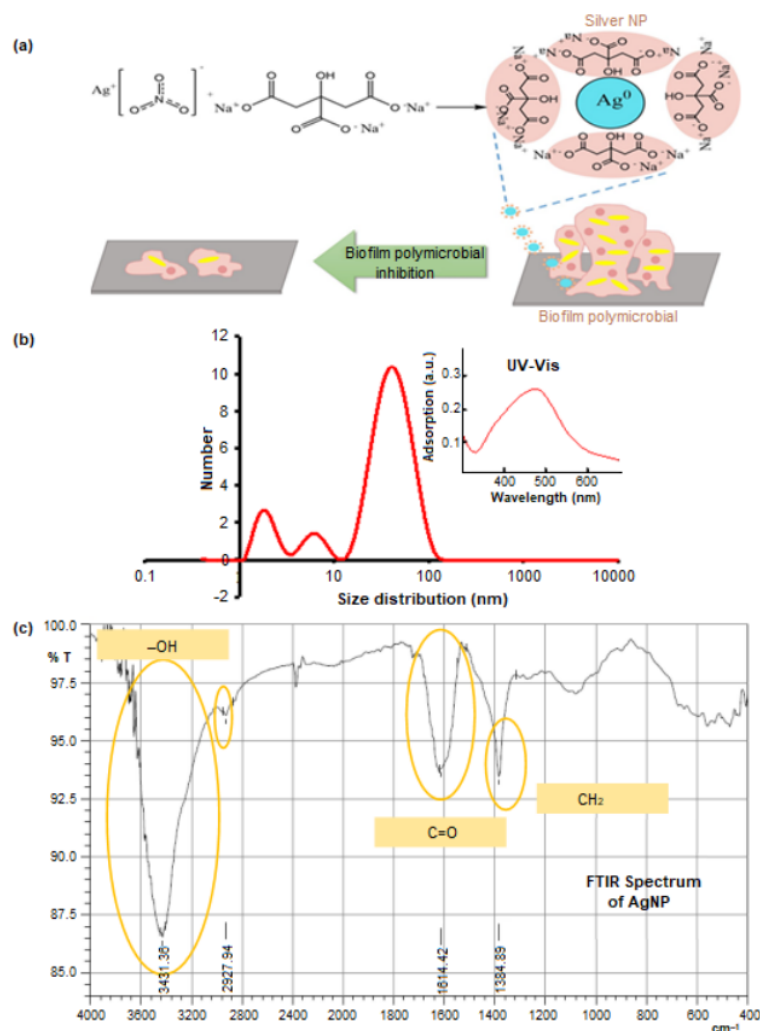 (a)
Silver NP
Ag⁺ [ O N O O ]⁻ + Na⁺O O OH O O⁻Na⁺
O O⁻Na⁺
Ag⁰
Biofilm polymicrobial
inhibition
Biofilm polymicrobial
(b)
Number
12
10
8
6
4
2
0
-2
0.1
1
10
100
1000
10000
Size distribution (nm)
UV-Vis
Adsorption (a.u.)
0.3
0.2
0.1
400
500
600
Wavelength (nm)
(c)
100.0
% T
97.5
95.0
92.5
90.0
87.5
85.0
–OH
C=O
CH₂
FTIR Spectrum
of AgNP
3431.36
2927.94
1614.42
1384.89
4000
3600
3200
2800
2400
2000
1800
1600
1400
1200
1000
800
600
400
cm⁻¹